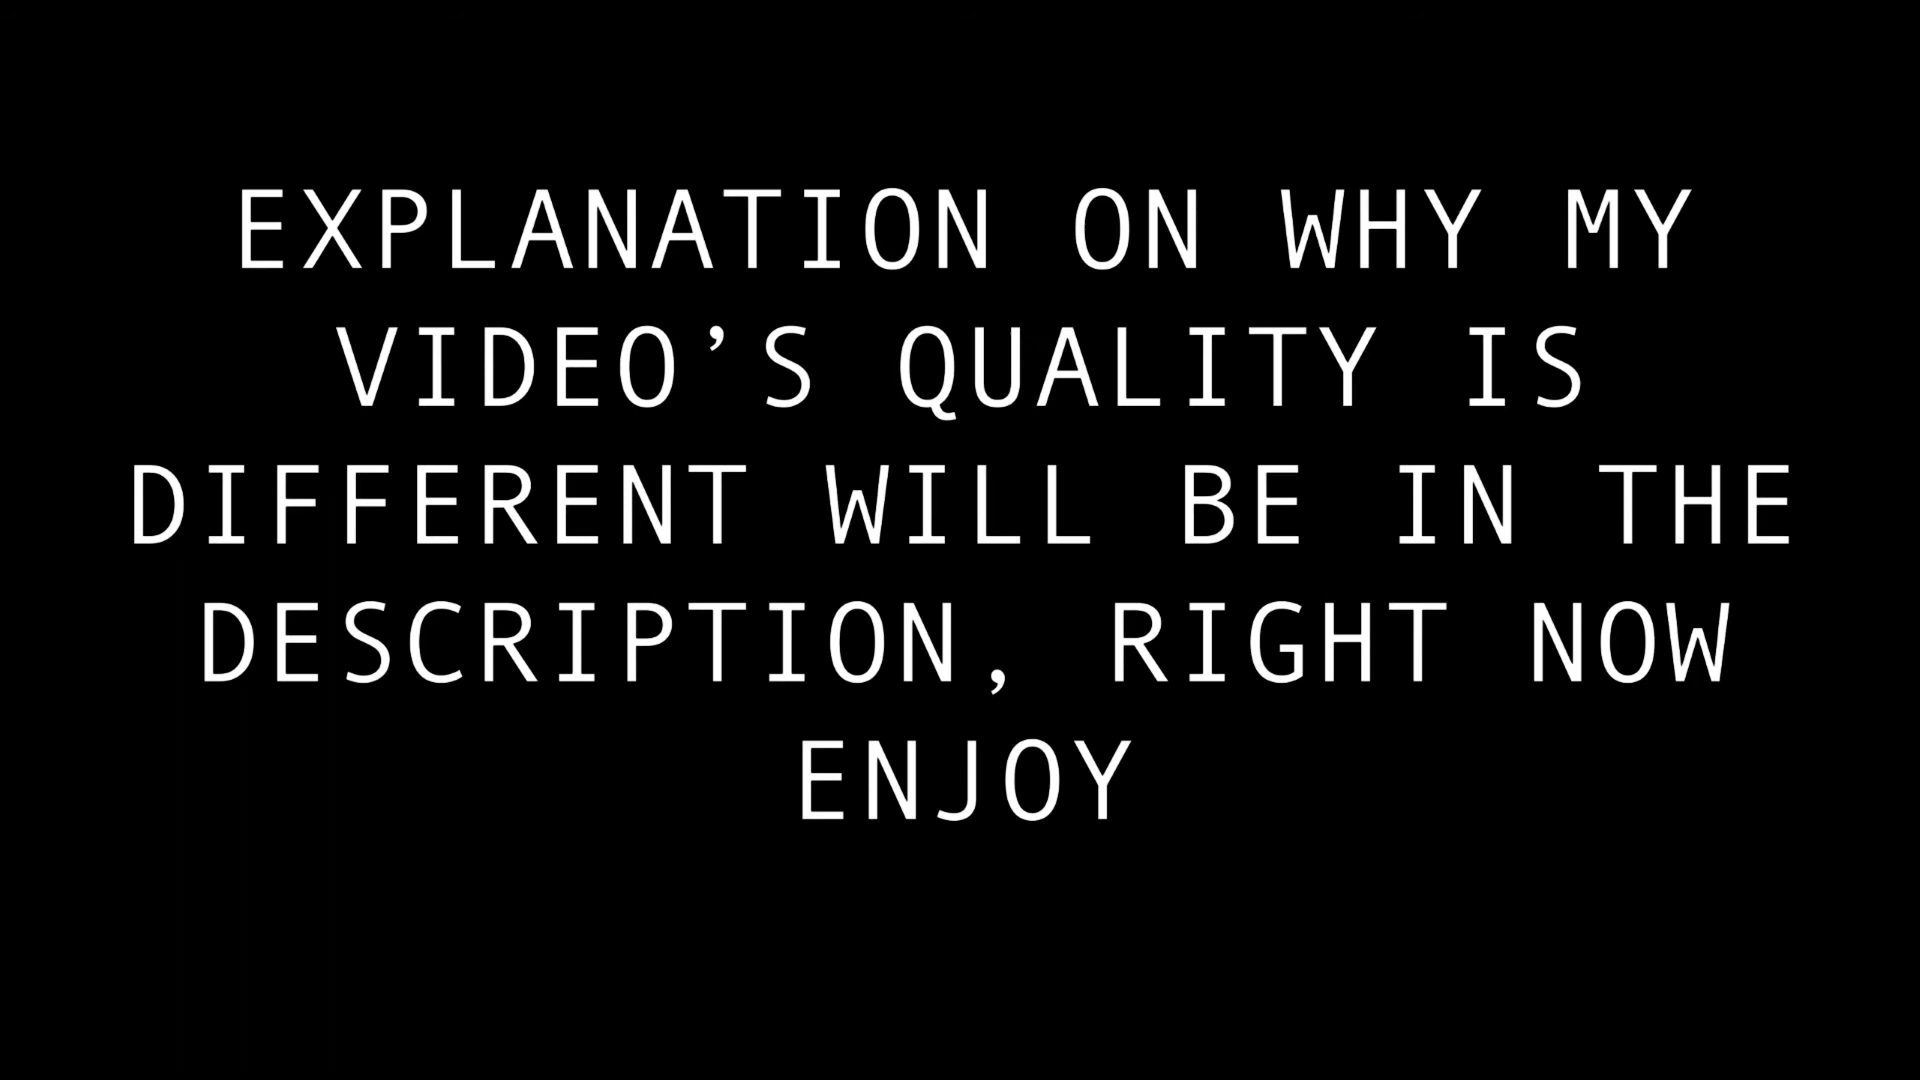 EXPLANATION ON WHY MY
VIDEO’S QUALITY IS
DIFFERENT WILL BE IN THE
DESCRIPTION, RIGHT NOW
ENJOY